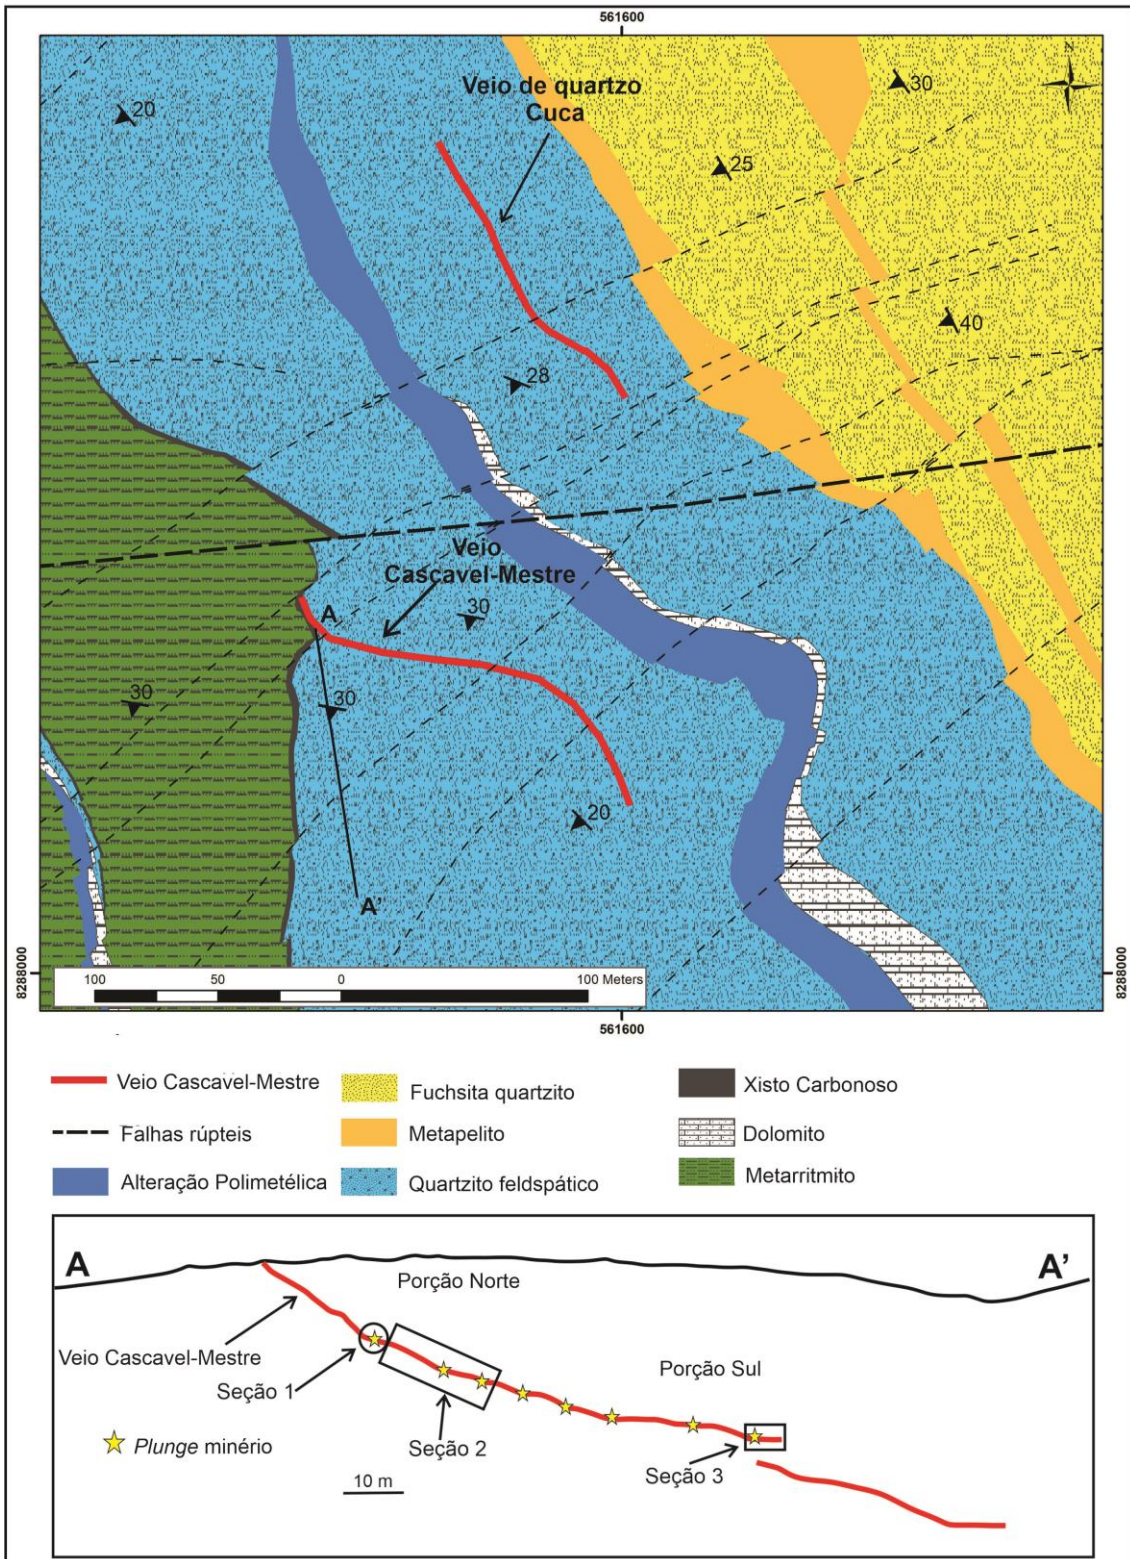 561600
N
Veio de quartzo
Cuca
20
30
25
40
28
Veio
Cascavel-Mestre
30
A
30
30
20
A'
8288000
8288000
100 50 0 100 Meters
561600
Veio Cascavel-Mestre
Fuchsita quartzito
Xisto Carbonoso
Falhas rúpteis
Metapelito
Dolomito
Alteração Polimetélica
Quartzito feldspático
Metarritmito
A
A'
Porção Norte
Veio Cascavel-Mestre
Porção Sul
Seção 1
Plunge minério
Seção 2
Seção 3
10 m